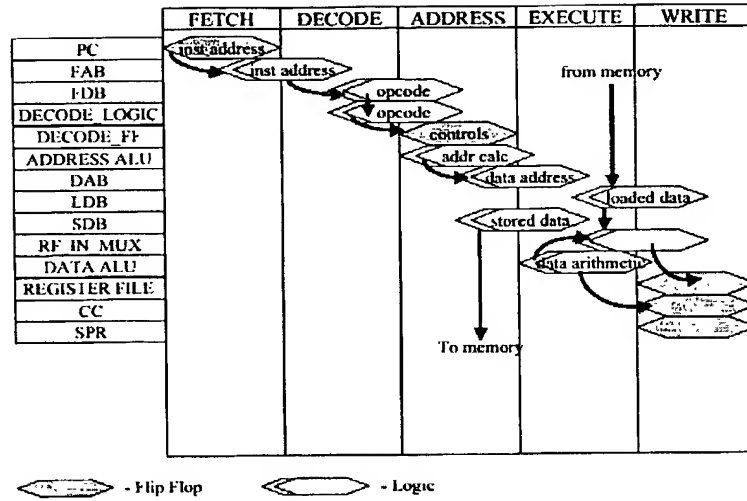 FETCH DECODE ADDRESS EXECUTE WRITE
PC inst address
FAB inst address from memory
FDB opcode
DECODE_LOGIC opcode
DECODE_FF controls
ADDRESS ALU addr calc
DAB data address
LDB loaded data
SDB stored data
RF_IN_MUX
DATA ALU data arithmetic
REGISTER FILE
CC
SPR To memory
- Flip Flop - Logic